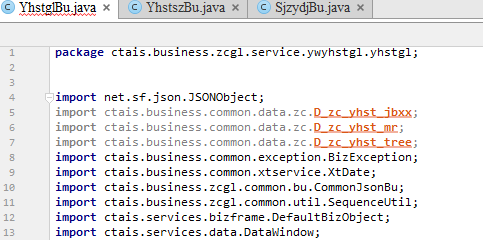 YhstglBu.java × YhstszBu.java × SjzydjBu.java ×
1 package ctais.business.zcgl.service.ywyhstgl.yhstgl;
2
3
4 import net.sf.json.JSONObject;
5 import ctais.business.common.data.zc.D_zc_yhst_jbxx;
6 import ctais.business.common.data.zc.D_zc_yhst_mr;
7 import ctais.business.common.data.zc.D_zc_yhst_tree;
8 import ctais.business.common.exception.BizException;
9 import ctais.business.common.xtservice.XtDate;
10 import ctais.business.zcgl.common.bu.CommonJsonBu;
11 import ctais.business.zcgl.common.util.SequenceUtil;
12 import ctais.services.bizframe.DefaultBizObject;
13 import ctais.services.data.DataWindow;